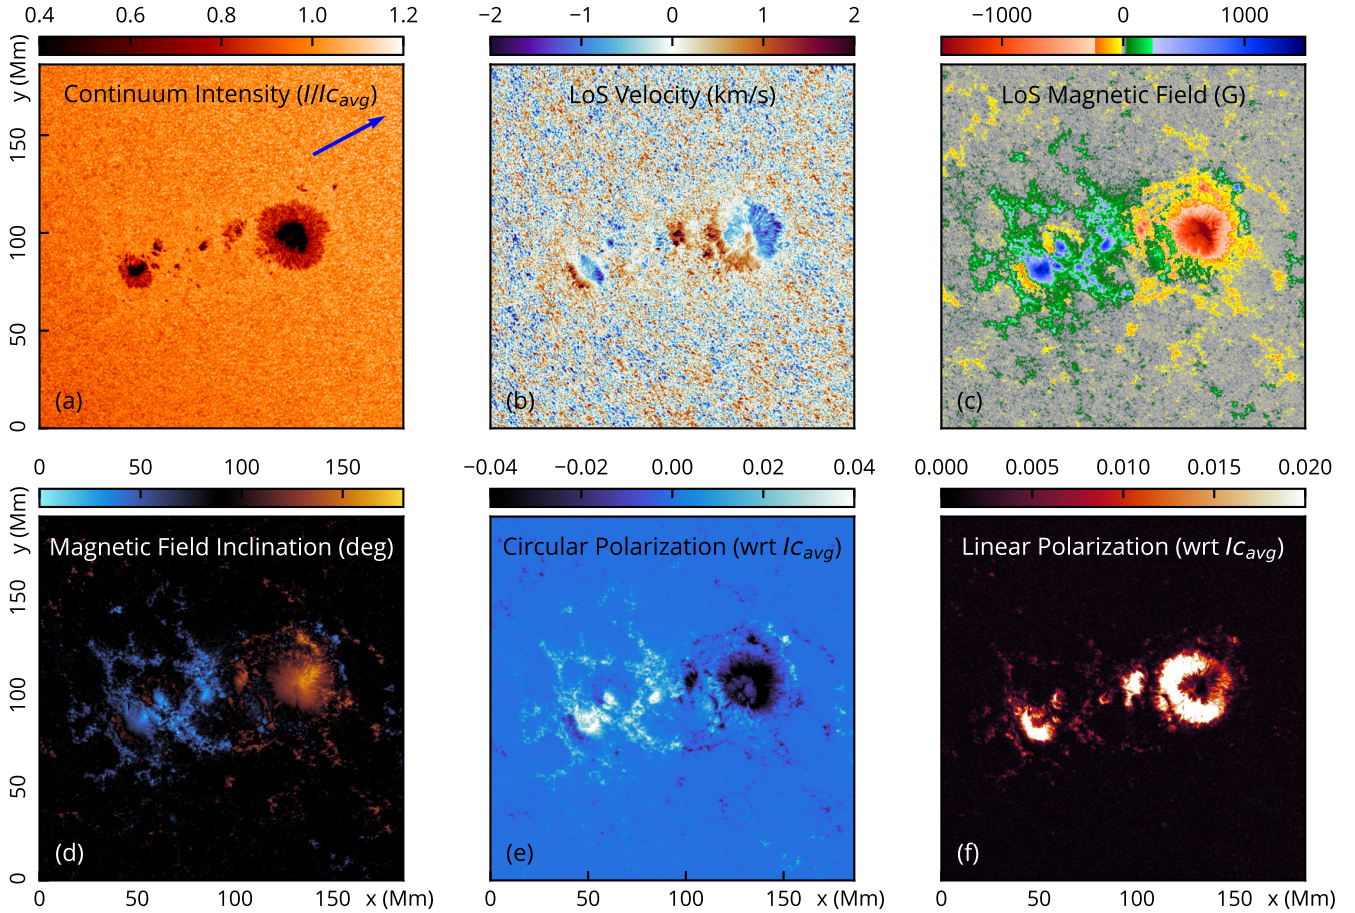 0.4 0.6 0.8 1.0 1.2
−2 −1 0 1 2
−1000 0 1000
y (Mm)
150
100
50
0
Continuum Intensity (I/Ic_avg)
(a)
LoS Velocity (km/s)
(b)
LoS Magnetic Field (G)
(c)
0 50 100 150
−0.04 −0.02 0.00 0.02 0.04
0.000 0.005 0.010 0.015 0.020
y (Mm)
150
100
50
0
Magnetic Field Inclination (deg)
(d)
Circular Polarization (wrt Ic_avg)
(e)
Linear Polarization (wrt Ic_avg)
(f)
0 50 100 x (Mm)
50 100 150 x (Mm)
50 100 150 x (Mm)